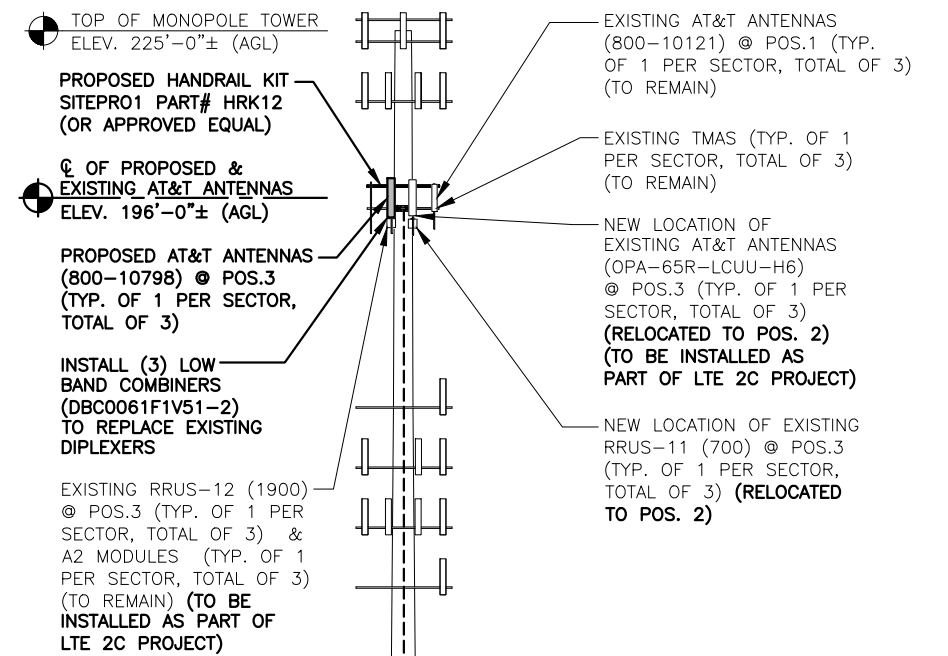 TOP OF MONOPOLE TOWER
ELEV. 225'-0"± (AGL)
PROPOSED HANDRAIL KIT
SITEPRO1 PART# HRK12
(OR APPROVED EQUAL)
℄ OF PROPOSED &
EXISTING AT&T ANTENNAS
ELEV. 196'-0"± (AGL)
PROPOSED AT&T ANTENNAS
(800-10798) @ POS.3
(TYP. OF 1 PER SECTOR,
TOTAL OF 3)
INSTALL (3) LOW
BAND COMBINERS
(DBC0061F1V51-2)
TO REPLACE EXISTING
DIPLEXERS
EXISTING RRUS-12 (1900)
@ POS.3 (TYP. OF 1 PER
SECTOR, TOTAL OF 3) &
A2 MODULES (TYP. OF 1
PER SECTOR, TOTAL OF 3)
(TO REMAIN) (TO BE
INSTALLED AS PART OF
LTE 2C PROJECT)
EXISTING AT&T ANTENNAS
(800-10121) @ POS.1 (TYP.
OF 1 PER SECTOR, TOTAL OF 3)
(TO REMAIN)
EXISTING TMAS (TYP. OF 1
PER SECTOR, TOTAL OF 3)
(TO REMAIN)
NEW LOCATION OF
EXISTING AT&T ANTENNAS
(OPA-65R-LCUU-H6)
@ POS.3 (TYP. OF 1 PER
SECTOR, TOTAL OF 3)
(RELOCATED TO POS. 2)
(TO BE INSTALLED AS
PART OF LTE 2C PROJECT)
NEW LOCATION OF EXISTING
RRUS-11 (700) @ POS.3
(TYP. OF 1 PER SECTOR,
TOTAL OF 3) (RELOCATED
TO POS. 2)